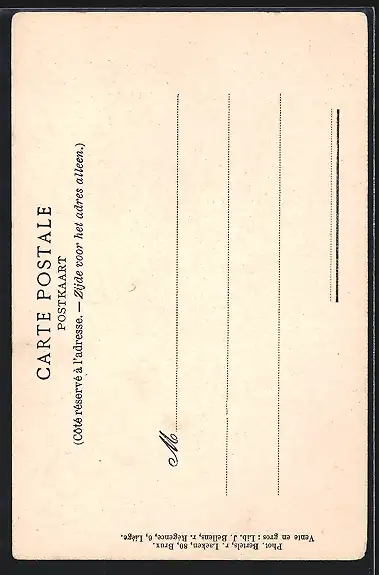 CARTE POSTALE
POSTKAART
(Côté réservé à l'adresse. — Zijde voor het adres alleen.)
M
Phot. Bertels, r. Laeken, 80, Brux.
Vente en gros : Lib. J. Bellens, r. Régence, 6, Liége.